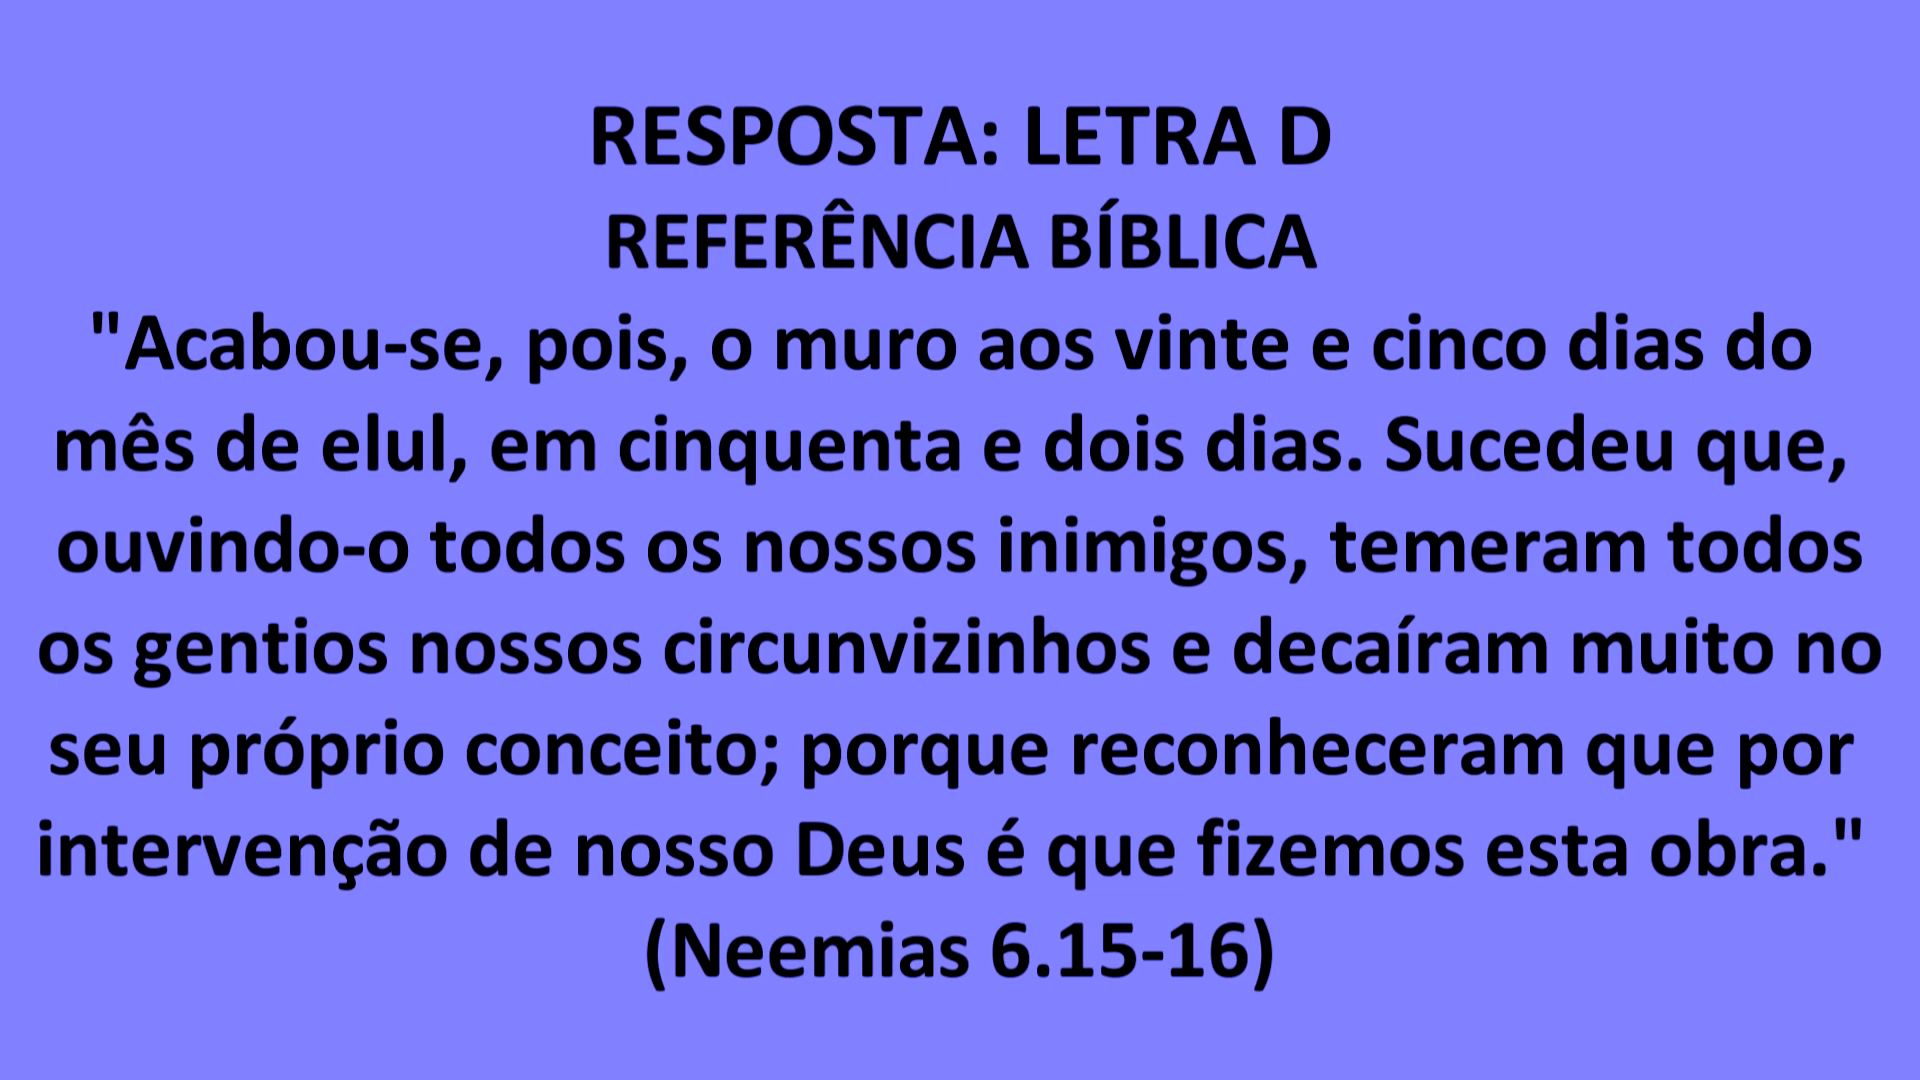 RESPOSTA: LETRA D
REFERÊNCIA BÍBLICA
"Acabou-se, pois, o muro aos vinte e cinco dias do
mês de elul, em cinquenta e dois dias. Sucedeu que,
ouvindo-o todos os nossos inimigos, temeram todos
os gentios nossos circunvizinhos e decaíram muito no
seu próprio conceito; porque reconheceram que por
intervenção de nosso Deus é que fizemos esta obra."
(Neemias 6.15-16)